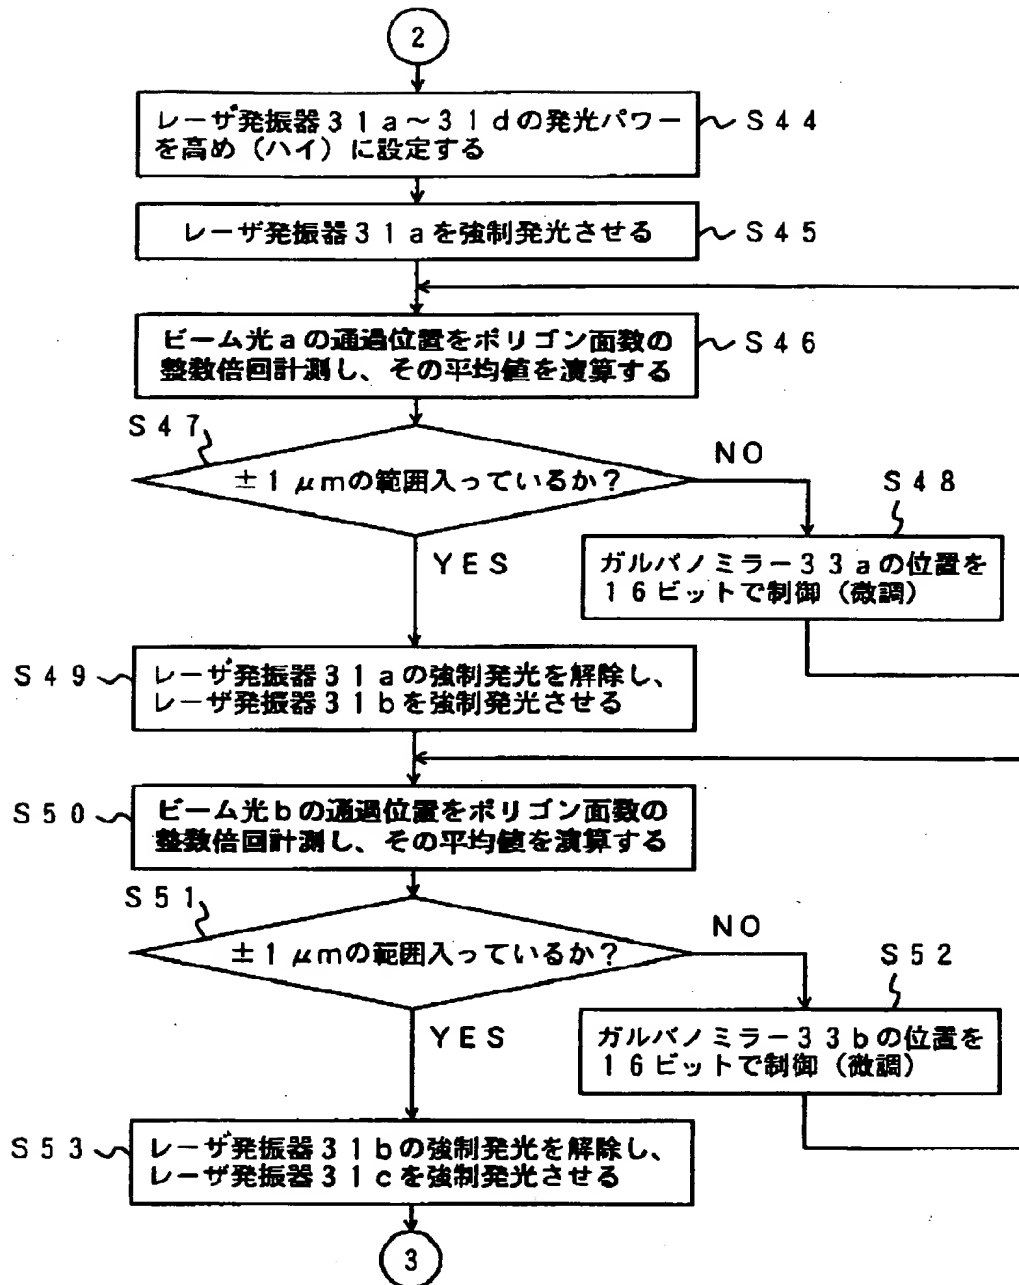 2
レーザ発振器31a～31dの発光パワー
を高め（ハイ）に設定する
S44
レーザ発振器31aを強制発光させる
S45
ビーム光aの通過位置をポリゴン面数の
整数倍回計測し、その平均値を演算する
S46
S47
±1μmの範囲入っているか？
NO
YES
S48
ガルバノミラー33aの位置を
16ビットで制御（微調）
S49
レーザ発振器31aの強制発光を解除し、
レーザ発振器31bを強制発光させる
S50
ビーム光bの通過位置をポリゴン面数の
整数倍回計測し、その平均値を演算する
S51
±1μmの範囲入っているか？
NO
YES
S52
ガルバノミラー33bの位置を
16ビットで制御（微調）
S53
レーザ発振器31bの強制発光を解除し、
レーザ発振器31cを強制発光させる
3